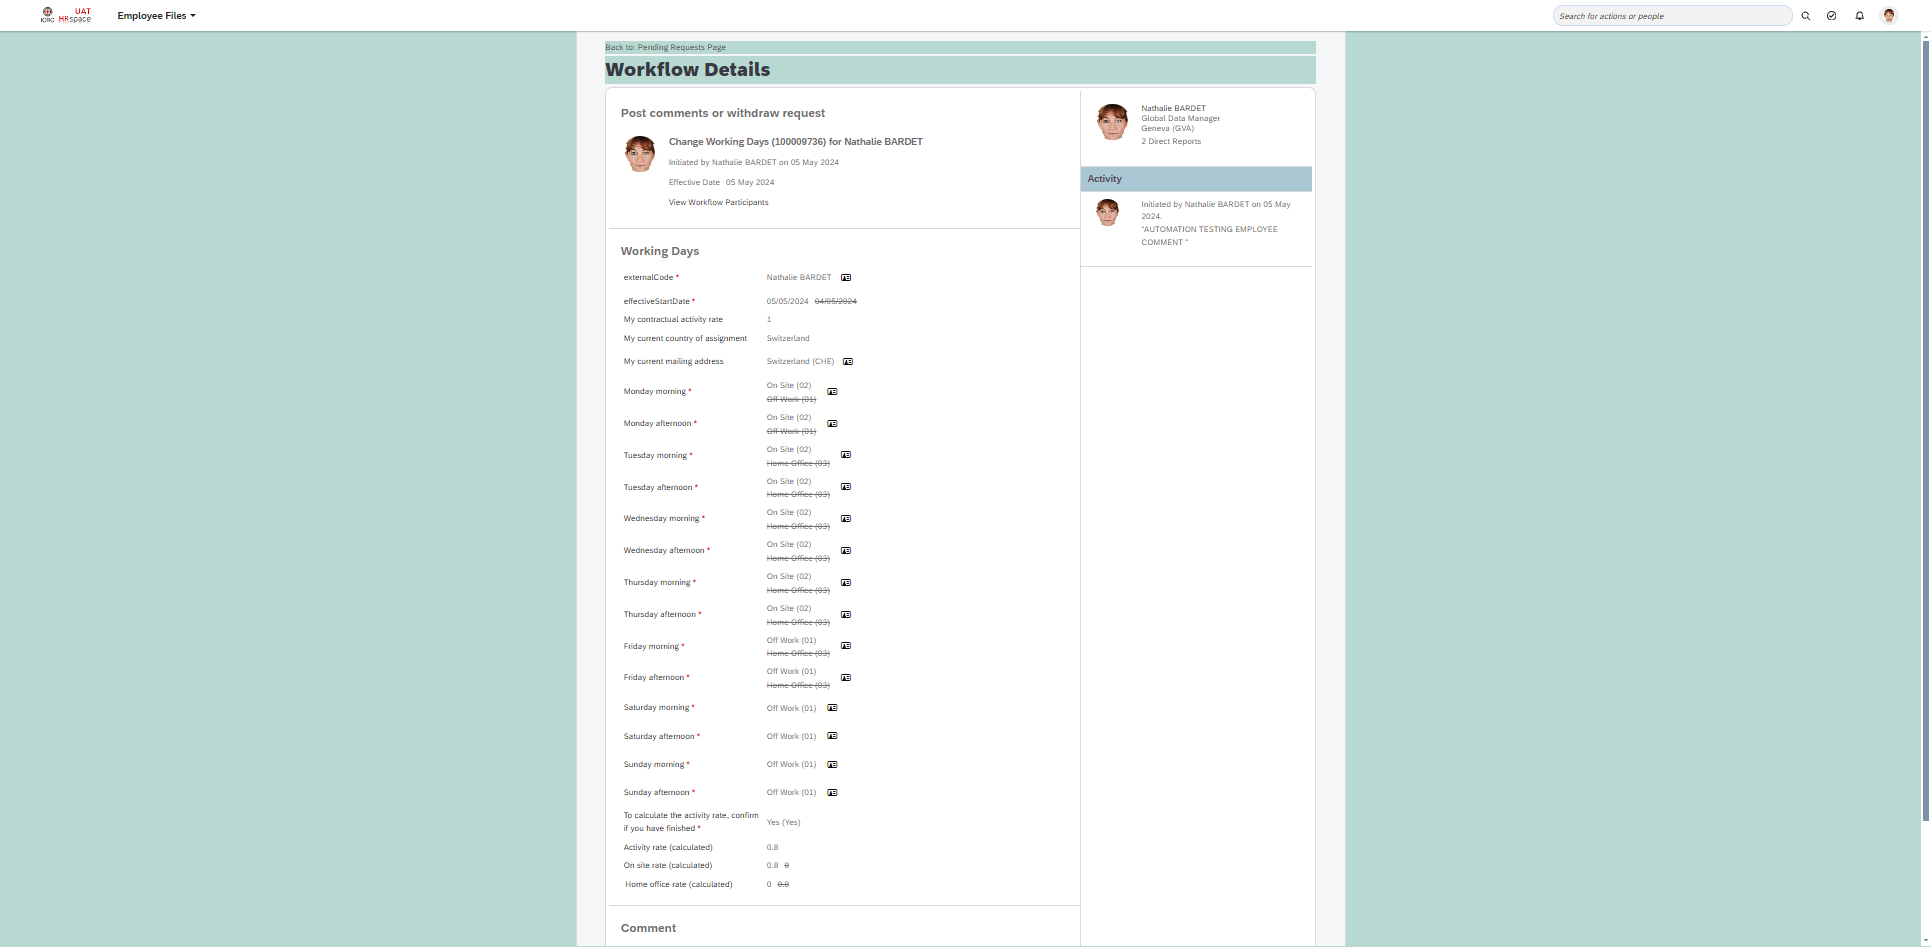 ICRC
UAT
HRspace
Employee Files
Search for actions or people
Back to: Pending Requests Page
Workflow Details
Post comments or withdraw request
Change Working Days (100009736) for Nathalie BARDET
Initiated by Nathalie BARDET on 05 May 2024
Effective Date 05 May 2024
View Workflow Participants
Working Days
externalCode * Nathalie BARDET
effectiveStartDate * 05/05/2024 04/05/2024
My contractual activity rate 1
My current country of assignment Switzerland
My current mailing address Switzerland (CHE)
Monday morning * On Site (02)
Off Work (01)
Monday afternoon * On Site (02)
Off Work (01)
Tuesday morning * On Site (02)
Home Office (03)
Tuesday afternoon * On Site (02)
Home Office (03)
Wednesday morning * On Site (02)
Home Office (03)
Wednesday afternoon * On Site (02)
Home Office (03)
Thursday morning * On Site (02)
Home Office (03)
Thursday afternoon * On Site (02)
Home Office (03)
Friday morning * Off Work (01)
Home Office (03)
Friday afternoon * Off Work (01)
Home Office (03)
Saturday morning * Off Work (01)
Saturday afternoon * Off Work (01)
Sunday morning * Off Work (01)
Sunday afternoon * Off Work (01)
To calculate the activity rate, confirm
if you have finished * Yes (Yes)
Activity rate (calculated) 0.8
On site rate (calculated) 0.8 0
Home office rate (calculated) 0 0.8
Comment
Nathalie BARDET
Global Data Manager
Geneva (GVA)
2 Direct Reports
Activity
Initiated by Nathalie BARDET on 05 May
2024.
"AUTOMATION TESTING EMPLOYEE
COMMENT "